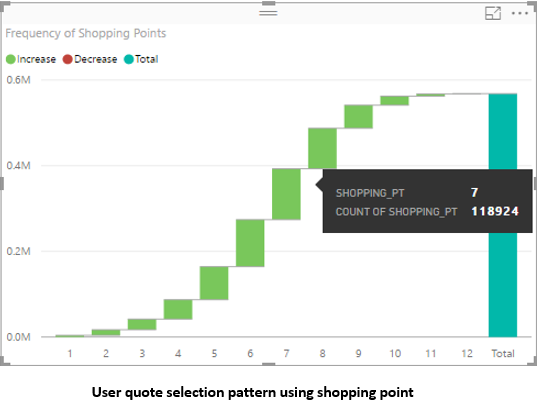 Frequency of Shopping Points
Increase Decrease Total
0.6M
0.4M
0.2M
0.0M
SHOPPING_PT 7
COUNT OF SHOPPING_PT 118924
1 2 3 4 5 6 7 8 9 10 11 12 Total
User quote selection pattern using shopping point